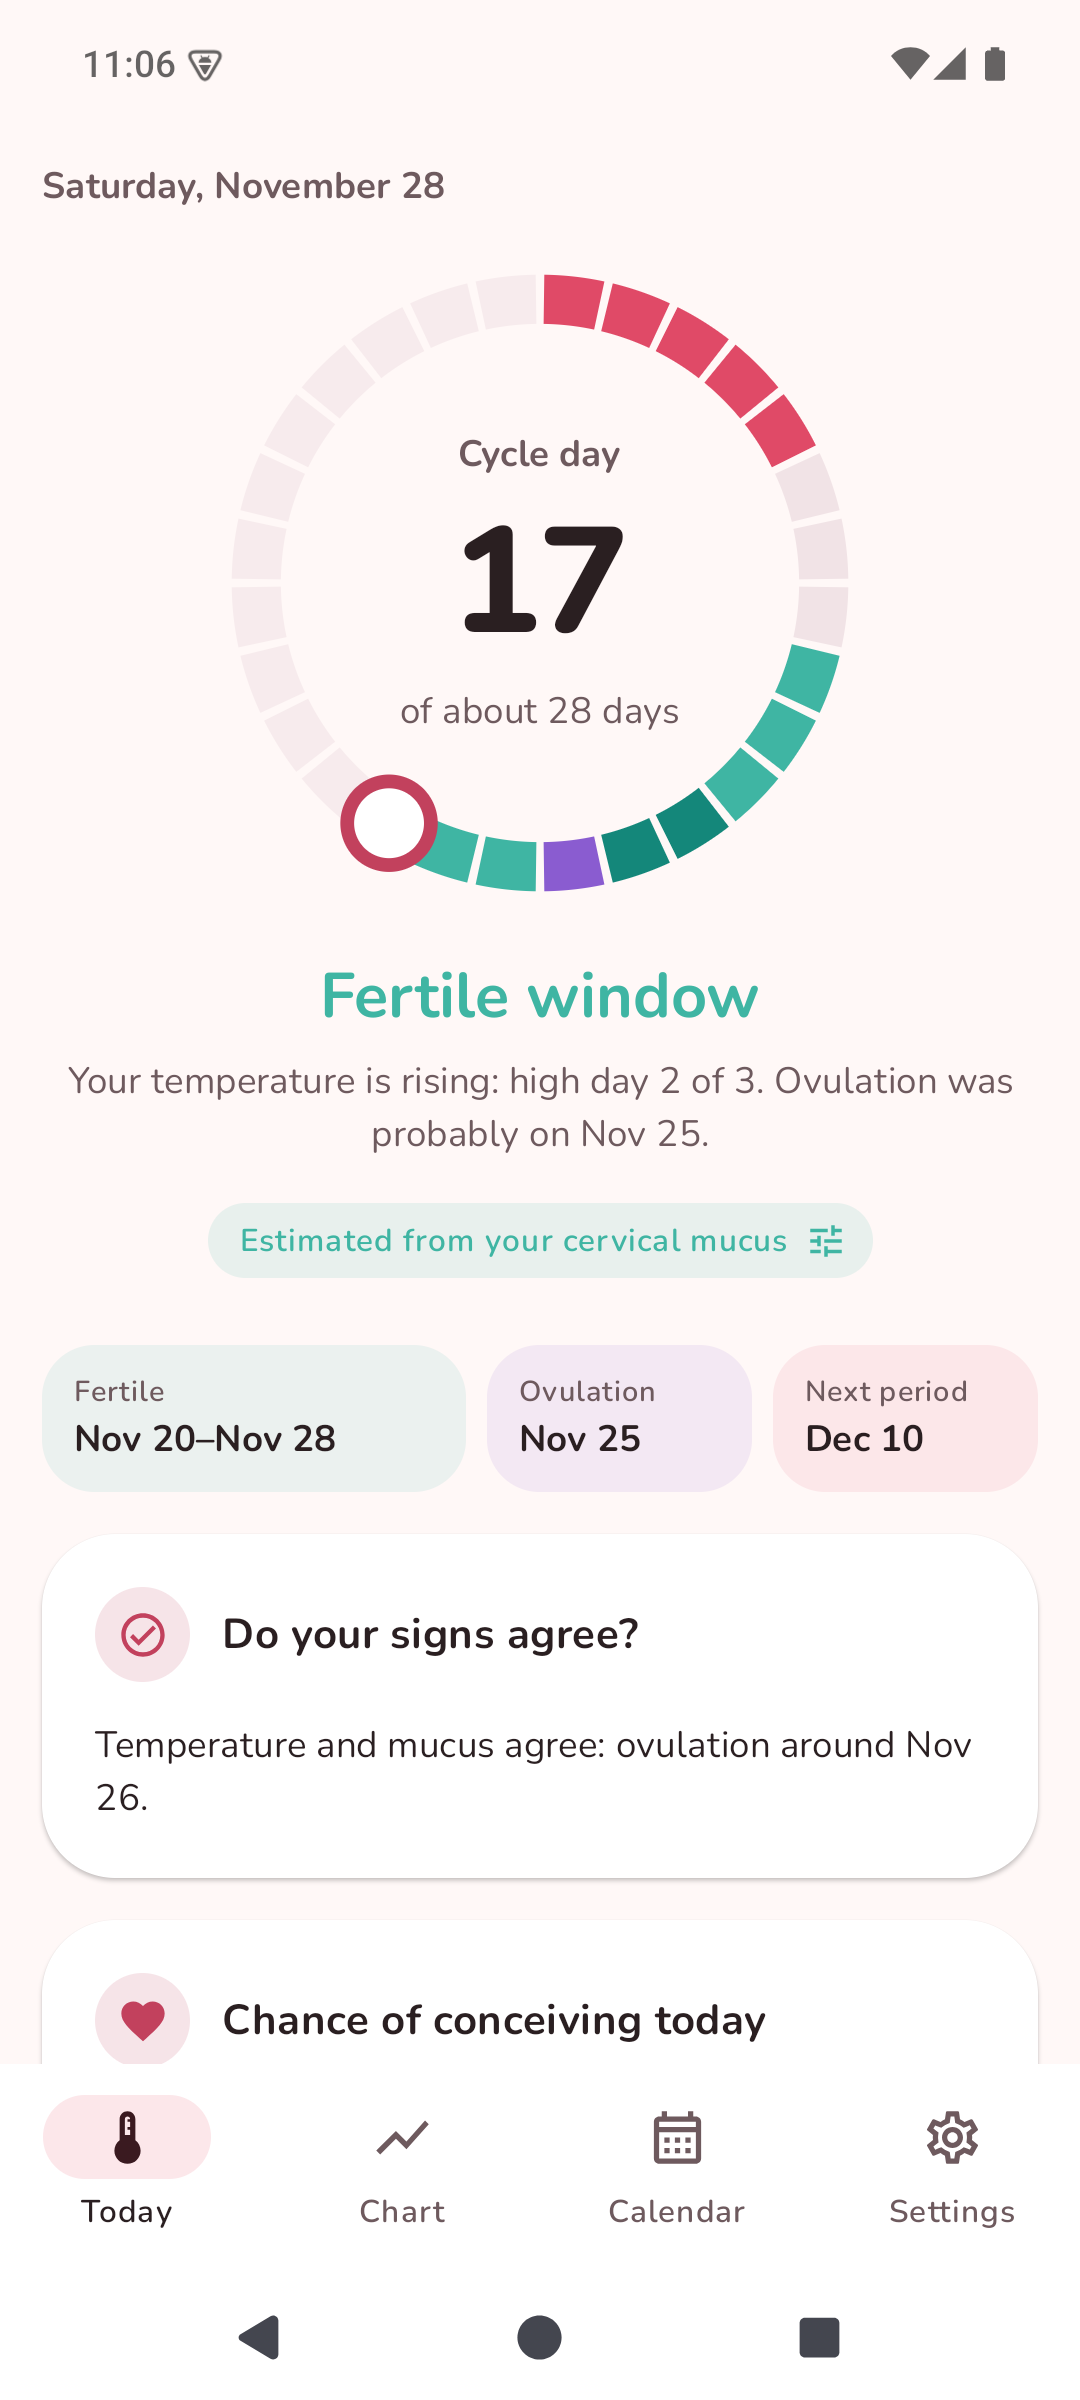 11:06
Saturday, November 28
Cycle day
17
of about 28 days
Fertile window
Your temperature is rising: high day 2 of 3. Ovulation was
probably on Nov 25.
Estimated from your cervical mucus
Fertile
Nov 20–Nov 28
Ovulation
Nov 25
Next period
Dec 10
Do your signs agree?
Temperature and mucus agree: ovulation around Nov
26.
Chance of conceiving today
Today
Chart
Calendar
Settings